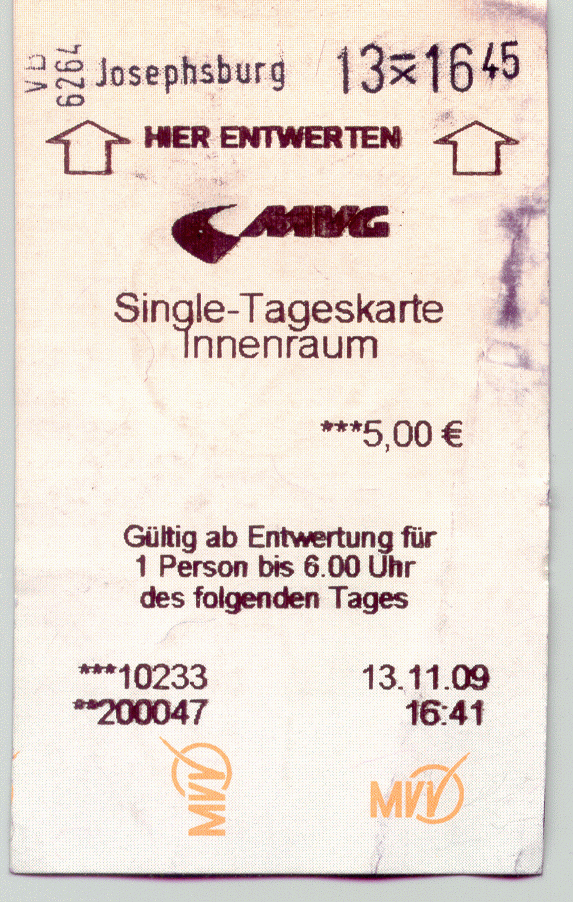 VB
6264
Josephsburg 13 X 16 45
HIER ENTWERTEN
MVG
Single-Tageskarte
Innenraum
***5,00 €
Gültig ab Entwertung für
1 Person bis 6.00 Uhr
des folgenden Tages
***10233 13.11.09
**200047 16:41
MVV MVV